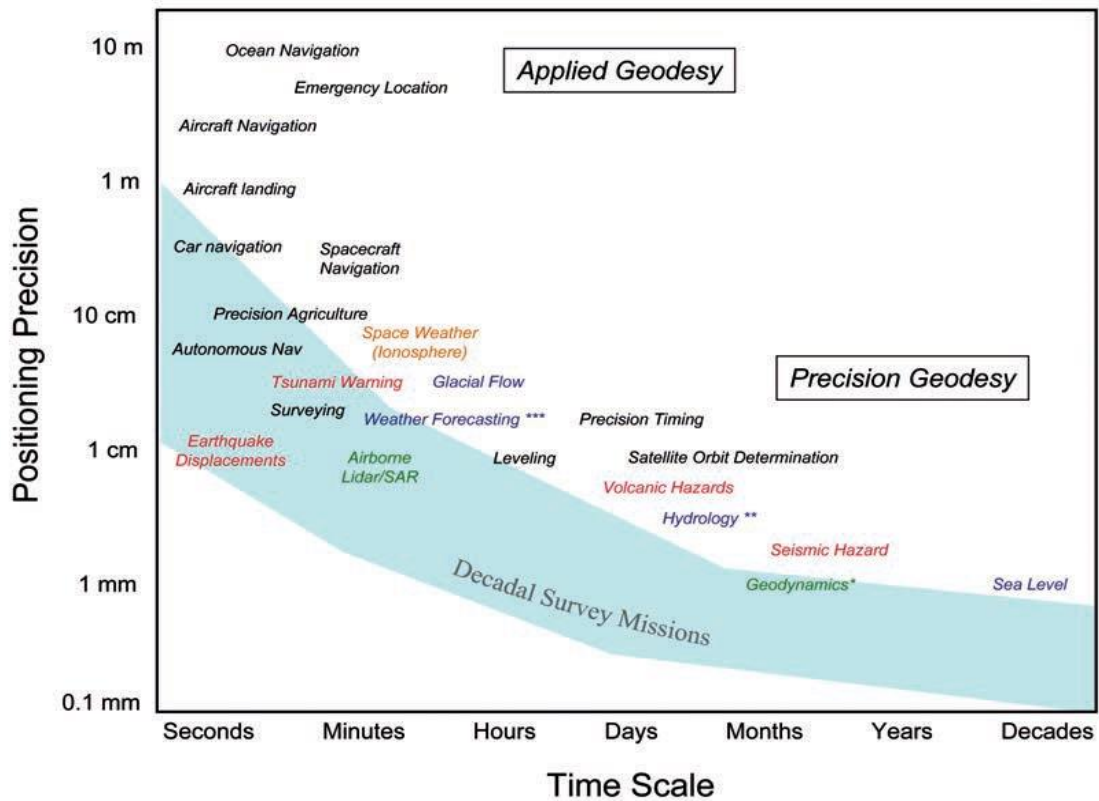 10 m
Ocean Navigation
Applied Geodesy
Emergency Location
Aircraft Navigation
1 m
Aircraft landing
Car navigation
Spacecraft
Navigation
10 cm
Precision Agriculture
Space Weather
(Ionosphere)
Autonomous Nav
Tsunami Warning
Glacial Flow
Precision Geodesy
Surveying
Weather Forecasting ***
Precision Timing
1 cm
Earthquake
Displacements
Airborne
Lidar/SAR
Leveling
Satellite Orbit Determination
Volcanic Hazards
Hydrology **
Seismic Hazard
1 mm
Geodynamics*
Sea Level
Decadal Survey Missions
0.1 mm
Positioning Precision
Seconds Minutes Hours Days Months Years Decades
Time Scale